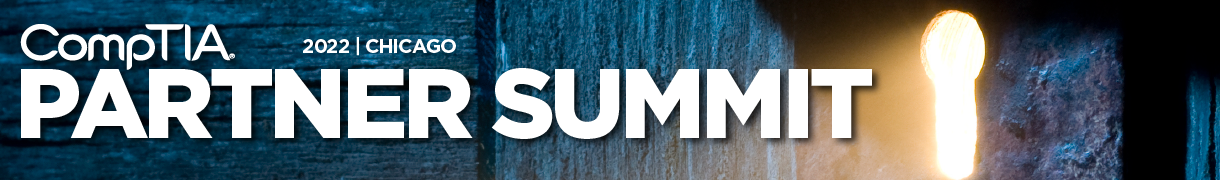 CompTIA®
2022 | CHICAGO
PARTNER SUMMIT